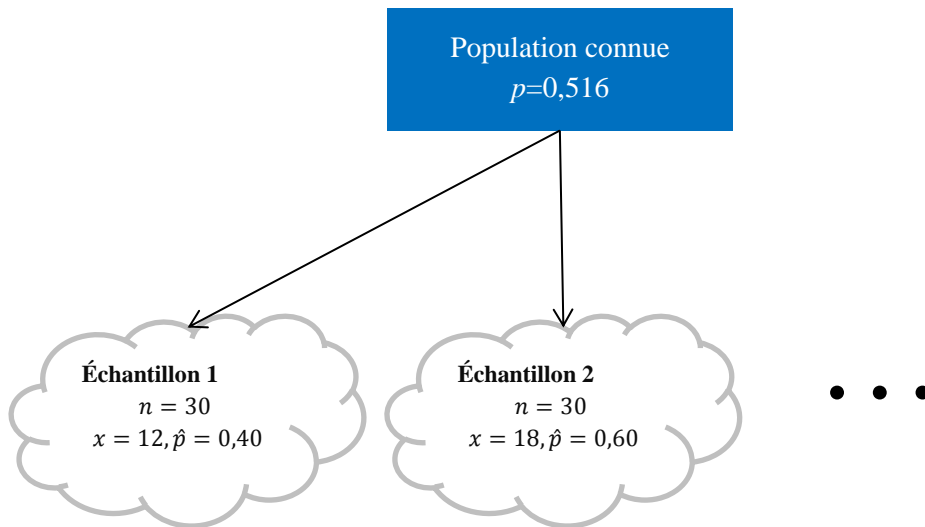 Population connue
p=0,516
Échantillon 1
n = 30
x = 12, p̂ = 0,40
Échantillon 2
n = 30
x = 18, p̂ = 0,60
• • •